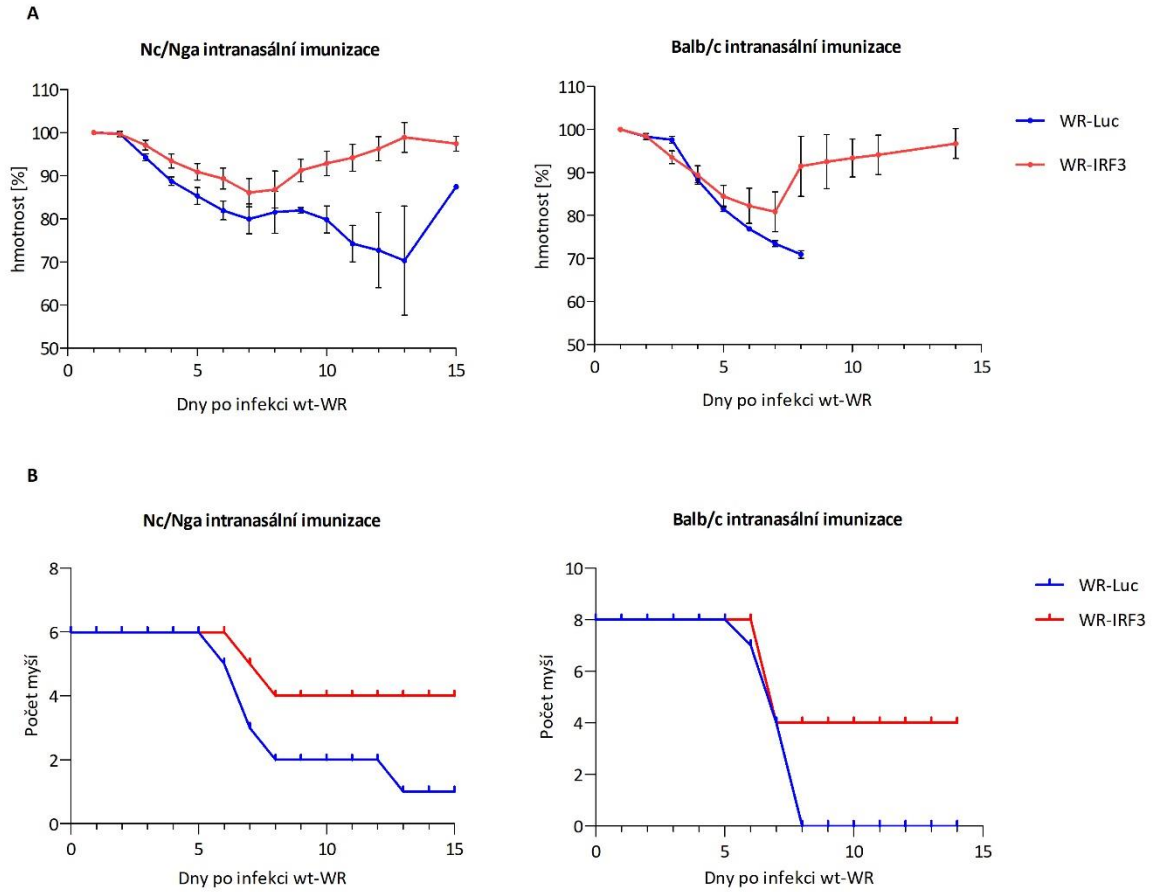 A
Nc/Nga intranasální imunizace
110
100
90
80
70
60
50
hmotnost [%]
0
5
10
15
Dny po infekci wt-WR
Balb/c intranasální imunizace
110
100
90
80
70
60
50
hmotnost [%]
0
5
10
15
Dny po infekci wt-WR
WR-Luc
WR-IRF3
B
Nc/Nga intranasální imunizace
8
6
4
2
0
Počet myší
0
5
10
15
Dny po infekci wt-WR
Balb/c intranasální imunizace
10
8
6
4
2
0
Počet myší
0
5
10
15
Dny po infekci wt-WR
WR-Luc
WR-IRF3